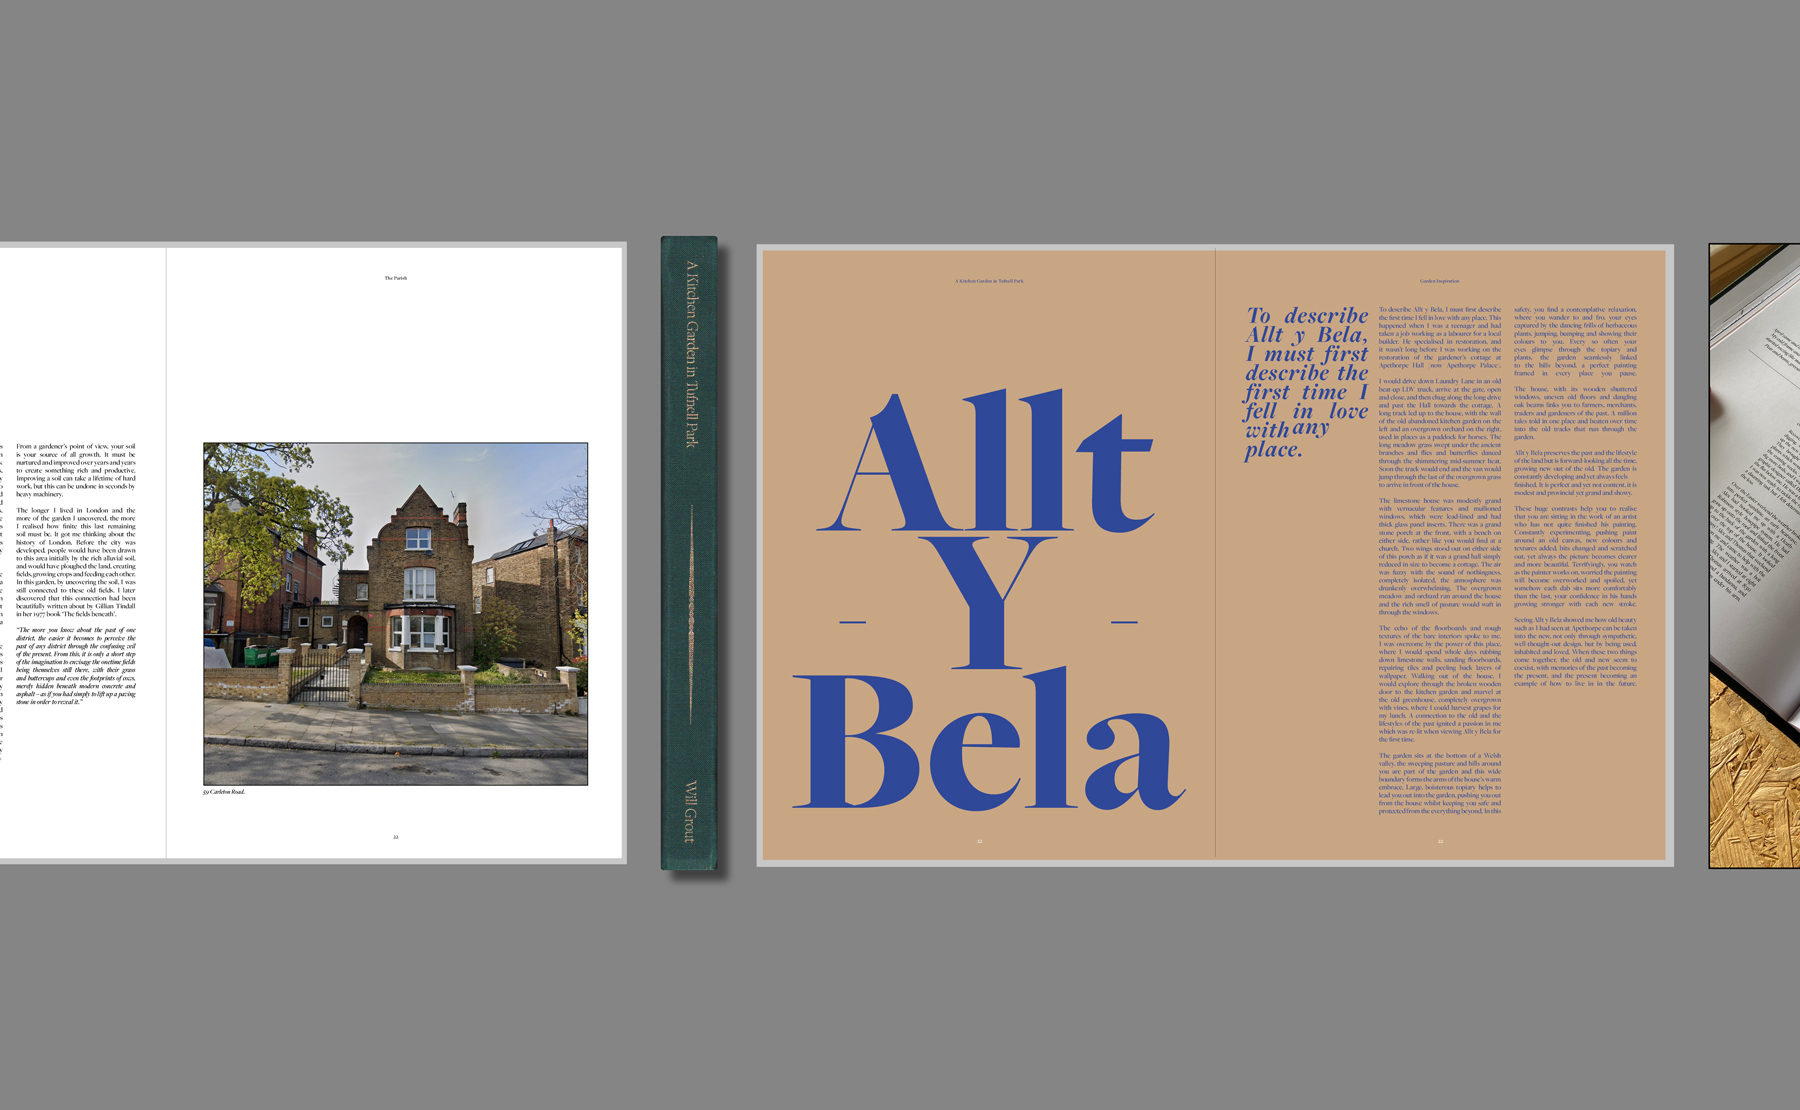 The Parish
From a gardener's point of view, your soil
is your source of all growth. It must be
nurtured and improved over years and years
to create something rich and productive.
Improving a soil can take a lifetime of hard
work, but this can be undone in seconds by
heavy machinery.
The longer I lived in London and the
more of the garden I uncovered, the more
I realised how finite this last remaining
soil must be. It got me thinking about the
history of London. Before the city was
developed, people would have been drawn
to this area initially by the rich alluvial soil,
and would have ploughed the land, creating
fields, growing crops and feeding each other.
In this garden, by uncovering the soil, I was
still connected to these old fields. I later
discovered that this connection had been
beautifully written about by Gillian Tindall
in her 1977 book 'The fields beneath'.
"The more you know about the past of one
district, the easier it becomes to perceive the
past of any district through the confusing veil
of the present. From this, it is only a short step
of the imagination to envisage the onetime fields
being themselves still there, with their grass
and buttercups and even the footprints of oxen,
merely hidden beneath modern concrete and
asphalt – as if you had simply to lift up a paving
stone in order to reveal it."
59 Carleton Road.
A Kitchen Garden in Tufnell Park
Will Grout
A Kitchen Garden in Tufnell Park
Allt
– Y –
Bela
Garden Inspiration
To describe
Allt y Bela,
I must first
describe the
first time I
fell in love
with any
place.
To describe Allt y Bela, I must first describe
the first time I fell in love with any place. This
happened when I was a teenager and had
taken a job working as a labourer for a local
builder. He specialised in restoration, and
it wasn't long before I was working on the
restoration of the gardener's cottage at
Apethorpe Hall now Apethorpe Palace'.
I would drive down Laundry Lane in an old
beat-up LDV truck, arrive at the gate, open
and close, and then chug along the long drive
and past the Hall towards the cottage. A
long track led up to the house, with the wall
of the old abandoned kitchen garden on the
left and an overgrown orchard on the right,
used in places as a paddock for horses. The
long meadow grass swept under the ancient
branches and flies and butterflies danced
through the shimmering mid-summer heat.
Soon the track would end and the van would
jump through the last of the overgrown grass
to arrive in front of the house.
The limestone house was modestly grand
with vernacular features and mullioned
windows, which were lead-lined and had
thick glass panel inserts. There was a grand
stone porch at the front, with a bench on
either side, rather like you would find at a
church. Two wings stood out on either side
of this porch as if it was a grand hall simply
reduced in size to become a cottage. The air
was fuzzy with the sound of nothingness,
completely isolated, the atmosphere was
drunkenly overwhelming. The overgrown
meadow and orchard ran around the house
and the rich smell of pasture would waft in
through the windows.
The echo of the floorboards and rough
textures of the bare interiors spoke to me.
I was overcome by the power of this place,
where I would spend whole days rubbing
down limestone walls, sanding floorboards,
repairing tiles and peeling back layers of
wallpaper. Walking out of the house, I
would explore through the broken wooden
door to the kitchen garden and marvel at
the old greenhouse, completely overgrown
with vines, where I could harvest grapes for
my lunch. A connection to the old and the
lifestyles of the past ignited a passion in me
which was re-lit when viewing Allt y Bela for
the first time.
The garden sits at the bottom of a Welsh
valley, the sweeping pasture and hills around
you are part of the garden and this wide
boundary forms the arms of the house's warm
embrace. Large, boisterous topiary helps to
lead you out into the garden, pushing you out
from the house whilst keeping you safe and
protected from the everything beyond. In this
safety, you find a contemplative relaxation,
where you wander to and fro, your eyes
captured by the dancing frills of herbaceous
plants, jumping, bumping and showing their
colours to you. Every so often your
eyes glimpse through the topiary and
plants, the garden seamlessly linked
to the hills beyond, a perfect painting
framed in every place you pause.
The house, with its wooden shuttered
windows, uneven old floors and dangling
oak beams links you to farmers, merchants,
traders and gardeners of the past. A million
tales told in one place and beaten over time
into the old tracks that run through the
garden.
Allt y Bela preserves the past and the lifestyle
of the land but is forward-looking all the time,
growing new out of the old. The garden is
constantly developing and yet always feels
finished. It is perfect and yet not content, it is
modest and provincial yet grand and showy.
These huge contrasts help you to realise
that you are sitting in the work of an artist
who has not quite finished his painting.
Constantly experimenting, pushing paint
around an old canvas, new colours and
textures added, bits changed and scratched
out, yet always the picture becomes clearer
and more beautiful. Terrifyingly, you watch
as the painter works on, worried the painting
will become overworked and spoiled, yet
somehow each dab sits more comfortably
than the last, your confidence in his hands
growing stronger with each new stroke.
Seeing Allt y Bela showed me how old beauty
such as I had seen at Apethorpe can be taken
into the new, not only through sympathetic,
well-thought-out design, but by being used,
inhabited and loved. When these two things
come together, the old and new seem to
coexist, with memories of the past becoming
the present, and the present becoming an
example of how to live in in the future.